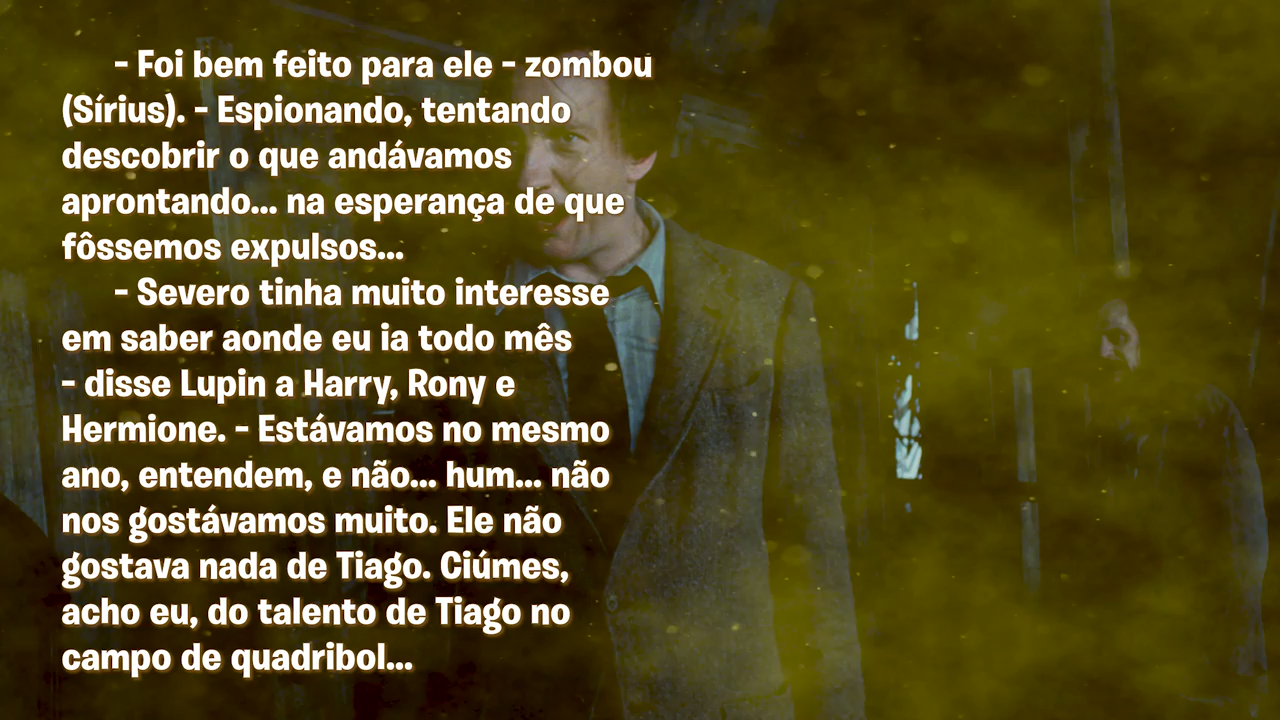 - Foi bem feito para ele - zombou
(Sírius). - Espionando, tentando
descobrir o que andávamos
aprontando... na esperança de que
fôssemos expulsos...
- Severo tinha muito interesse
em saber aonde eu ia todo mês
- disse Lupin a Harry, Rony e
Hermione. - Estávamos no mesmo
ano, entendem, e não... hum... não
nos gostávamos muito. Ele não
gostava nada de Tiago. Ciúmes,
acho eu, do talento de Tiago no
campo de quadribol...